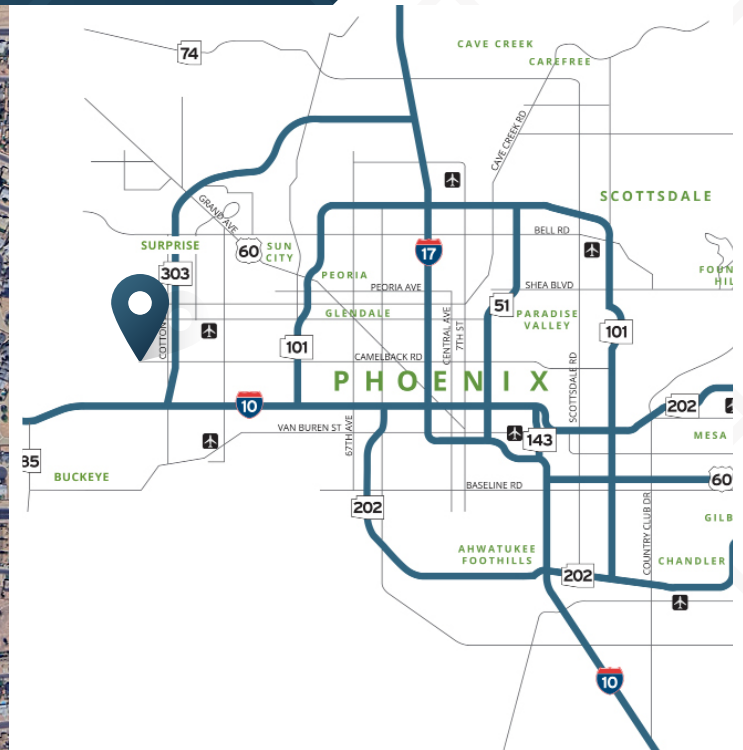 CAVE CREEK
74
CAREFREE
CAVE CREEK RD
SCOTTSDALE
GRAND AVE
BELL RD
SURPRISE
60
SUN
CITY
17
303
PEORIA
PEORIA AVE
SHEA BLVD
51
GLENDALE
PARADISE
VALLEY
CENTRAL AVE
7TH ST
101
101
CAMELBACK RD
SCOTTSDALE RD
PHOENIX
10
202
67TH AVE
VAN BUREN ST
143
MESA
85
BUCKEYE
BASELINE RD
60
202
COUNTRY CLUB DR
AHWATUKEE
FOOTHILLS
CHANDLER
202
10